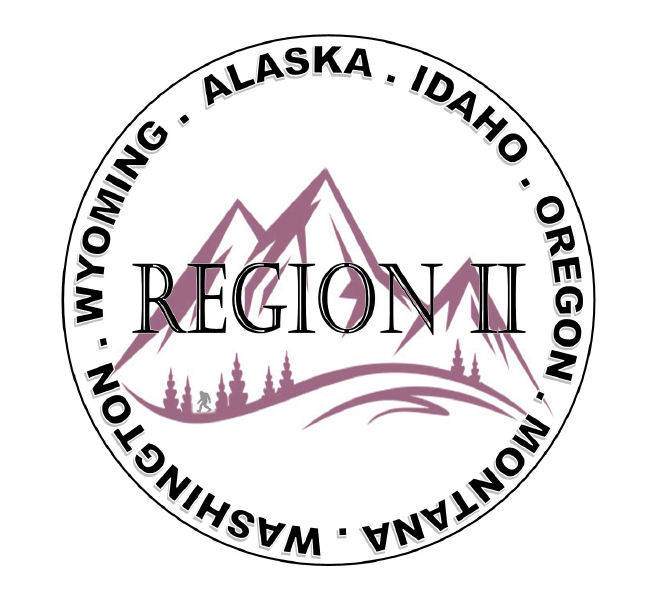 ALASKA . IDAHO . OREGON . MONTANA . WASHINGTON . WYOMING .
REGION II